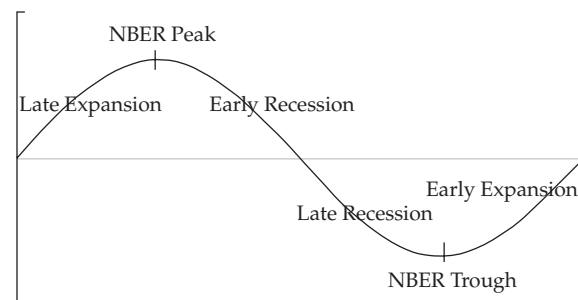 NBER Peak
Late Expansion
Early Recession
Early Expansion
Late Recession
NBER Trough